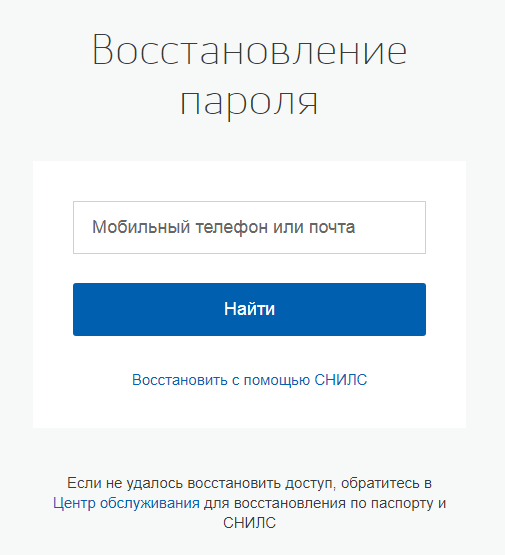 Восстановление
пароля
Мобильный телефон или почта
Найти
Восстановить с помощью СНИЛС
Если не удалось восстановить доступ, обратитесь в
Центр обслуживания для восстановления по паспорту и
СНИЛС